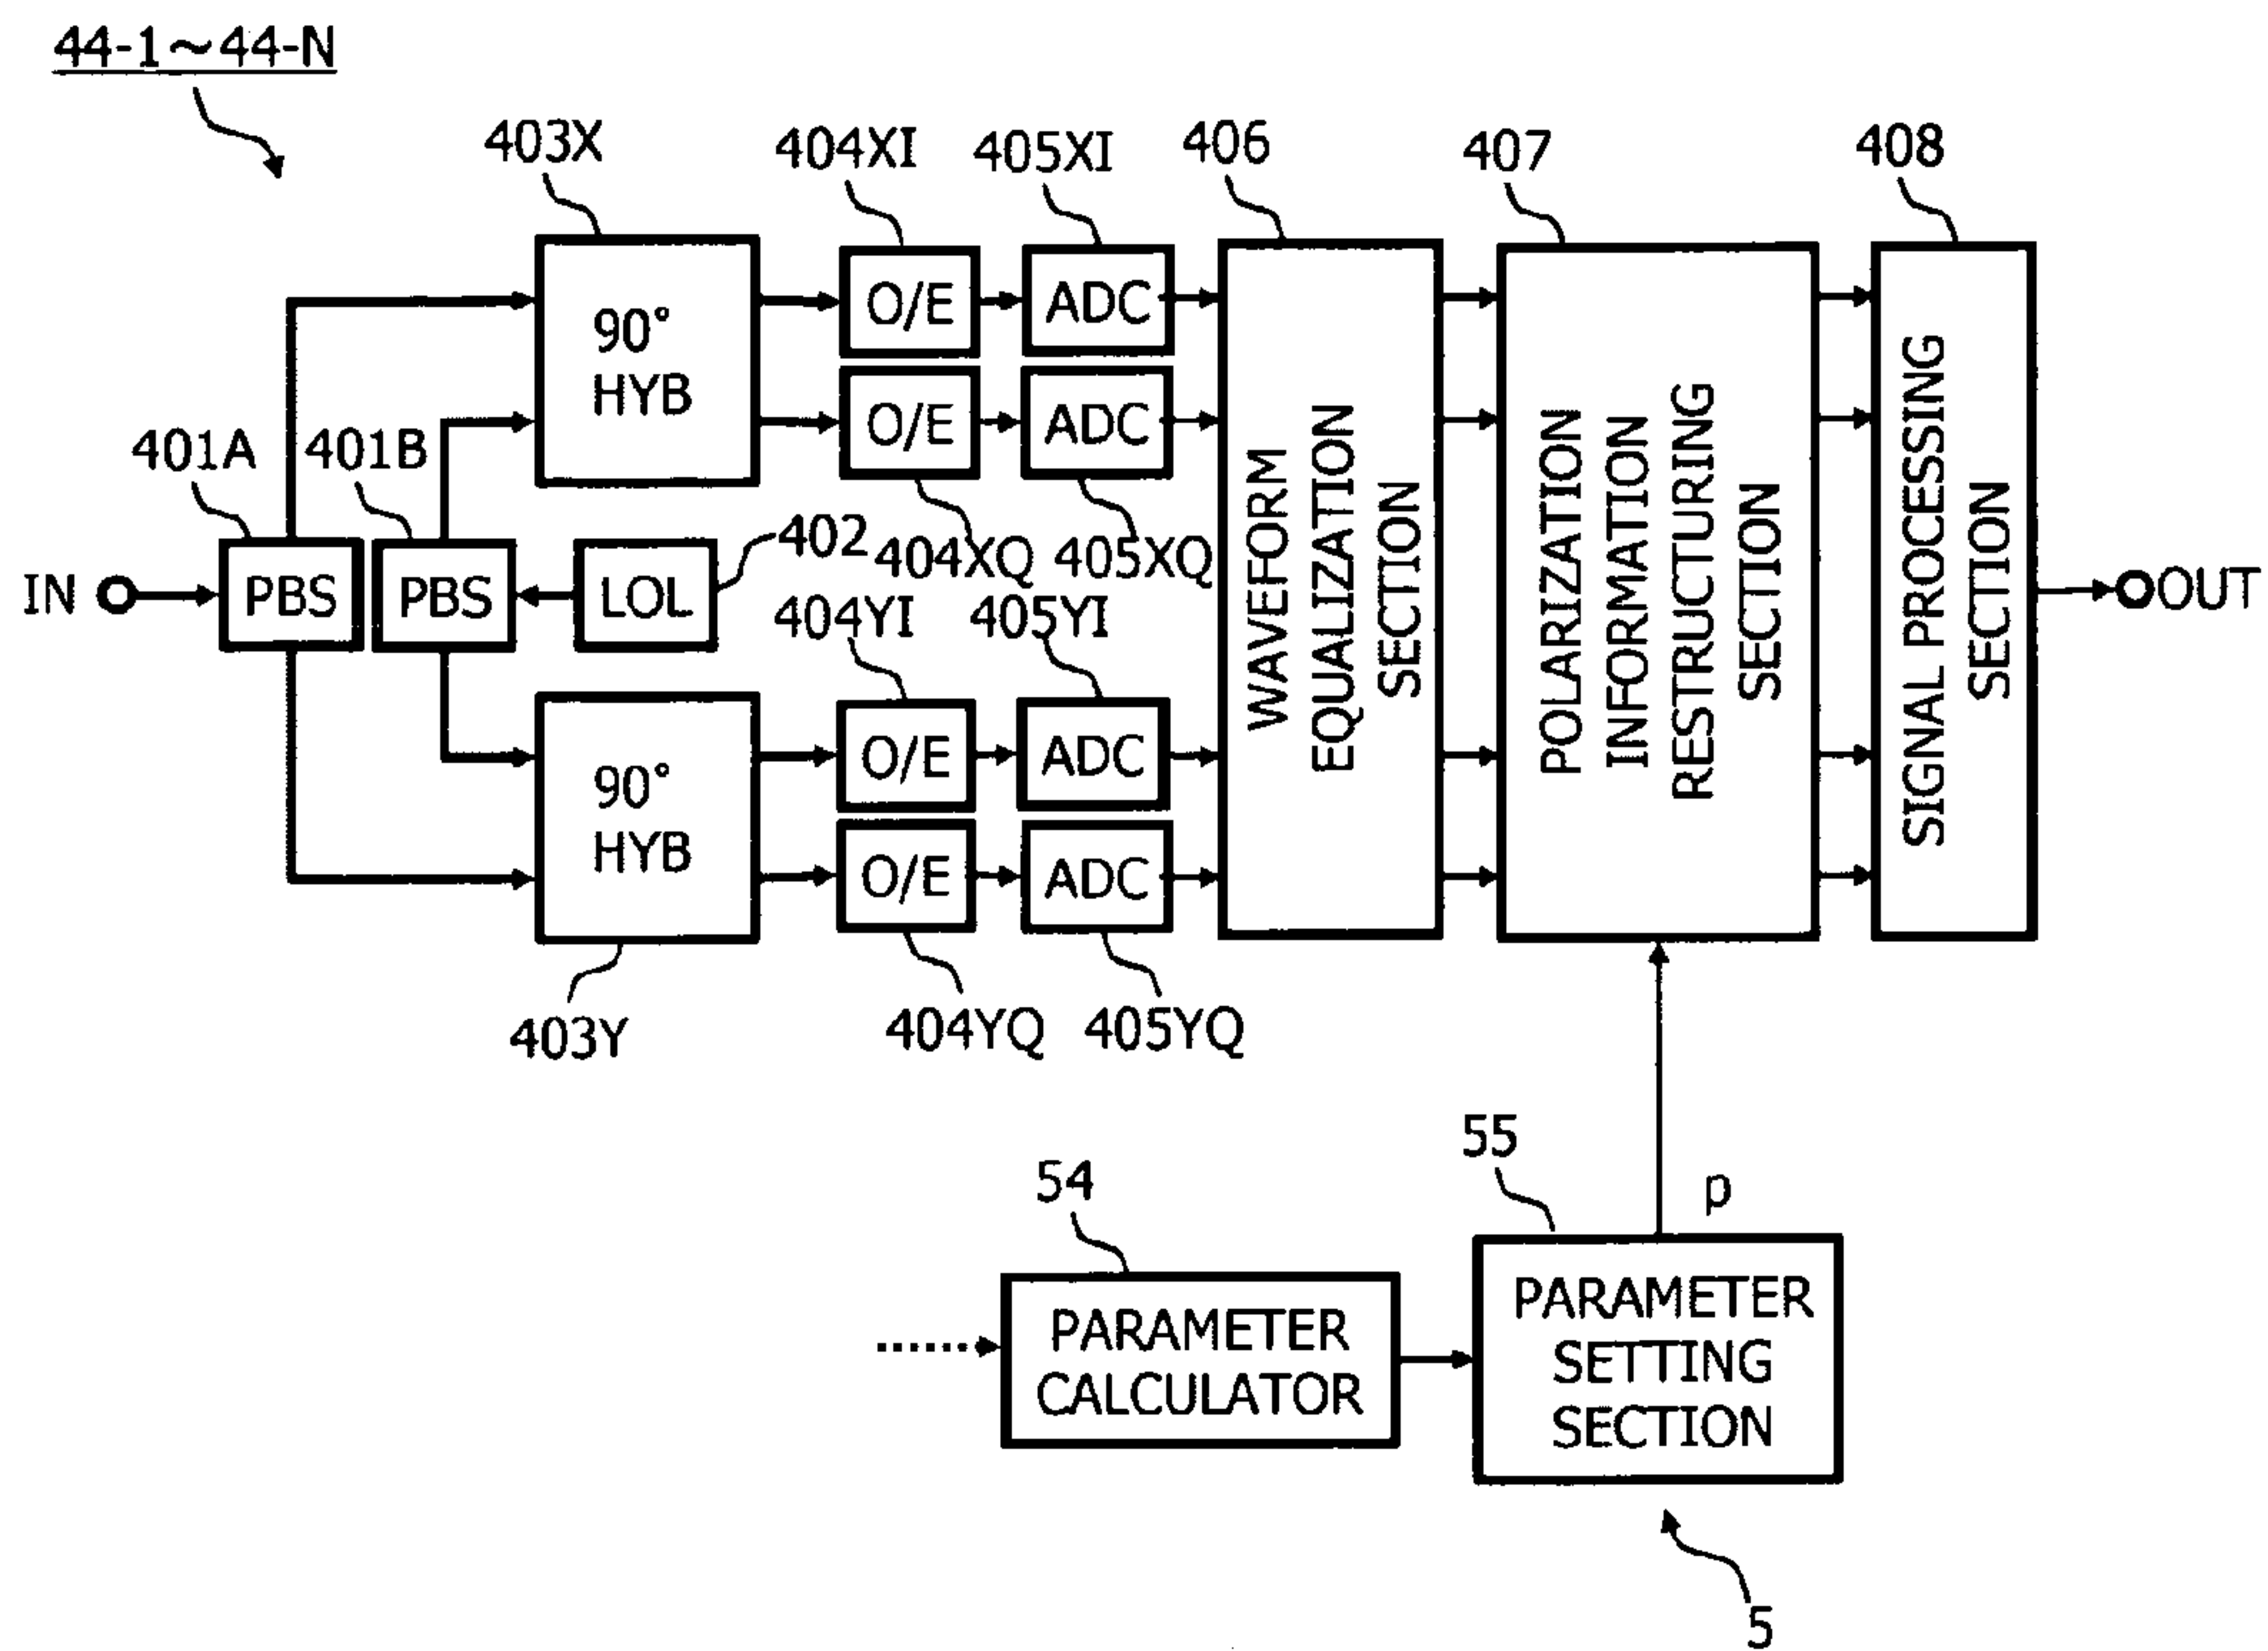 44-1～44-N
403X
404XI
405XI
406
407
408
90°
HYB
O/E
ADC
O/E
ADC
401A
401B
402
404XQ
405XQ
IN
PBS
PBS
LOL
404YI
405YI
90°
HYB
O/E
ADC
O/E
ADC
403Y
404YQ
405YQ
WAVEFORM
EQUALIZATION
SECTION
POLARIZATION
INFORMATION
RESTRUCTURING
SECTION
SIGNAL PROCESSING
SECTION
OUT
54
55
p
PARAMETER
CALCULATOR
PARAMETER
SETTING
SECTION
5